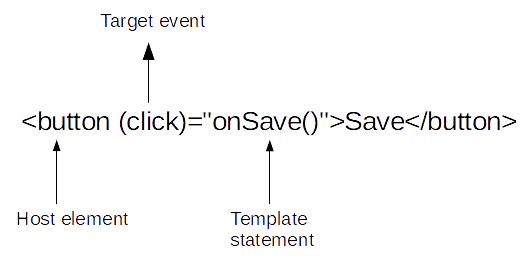 Target event
<button (click)="onSave()">Save</button>
Host element
Template
statement